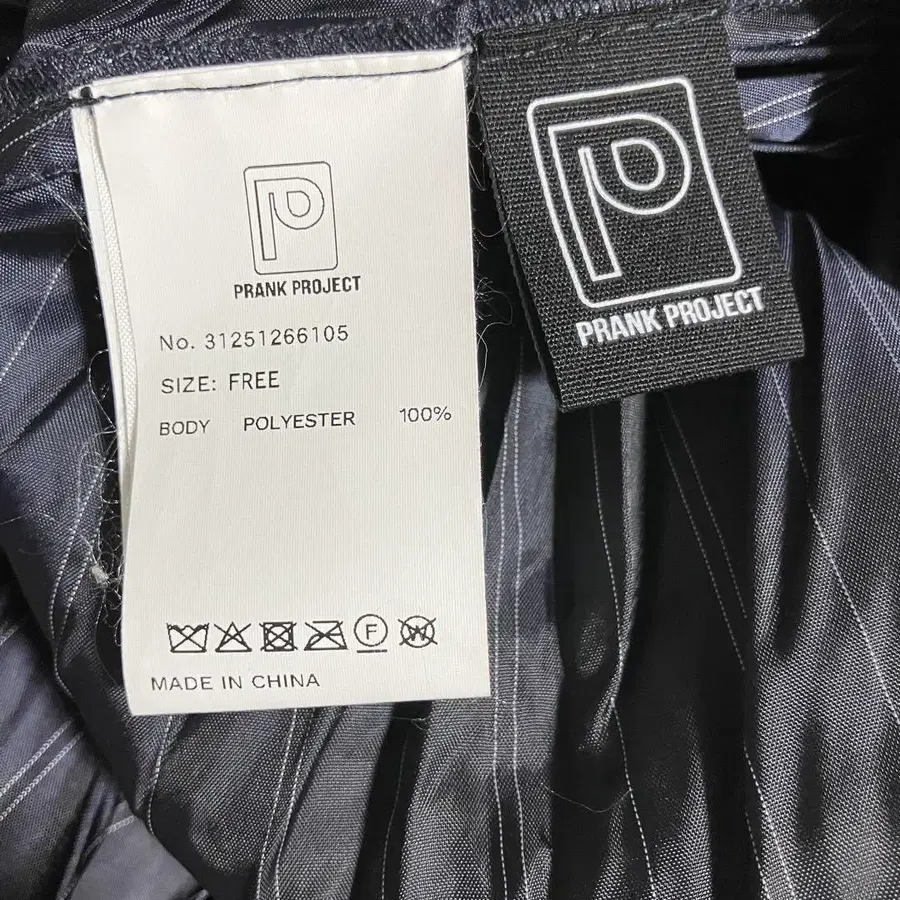 PRANK PROJECT
No. 31251266105
SIZE: FREE
BODY POLYESTER 100%
F W
MADE IN CHINA
PRANK PROJECT